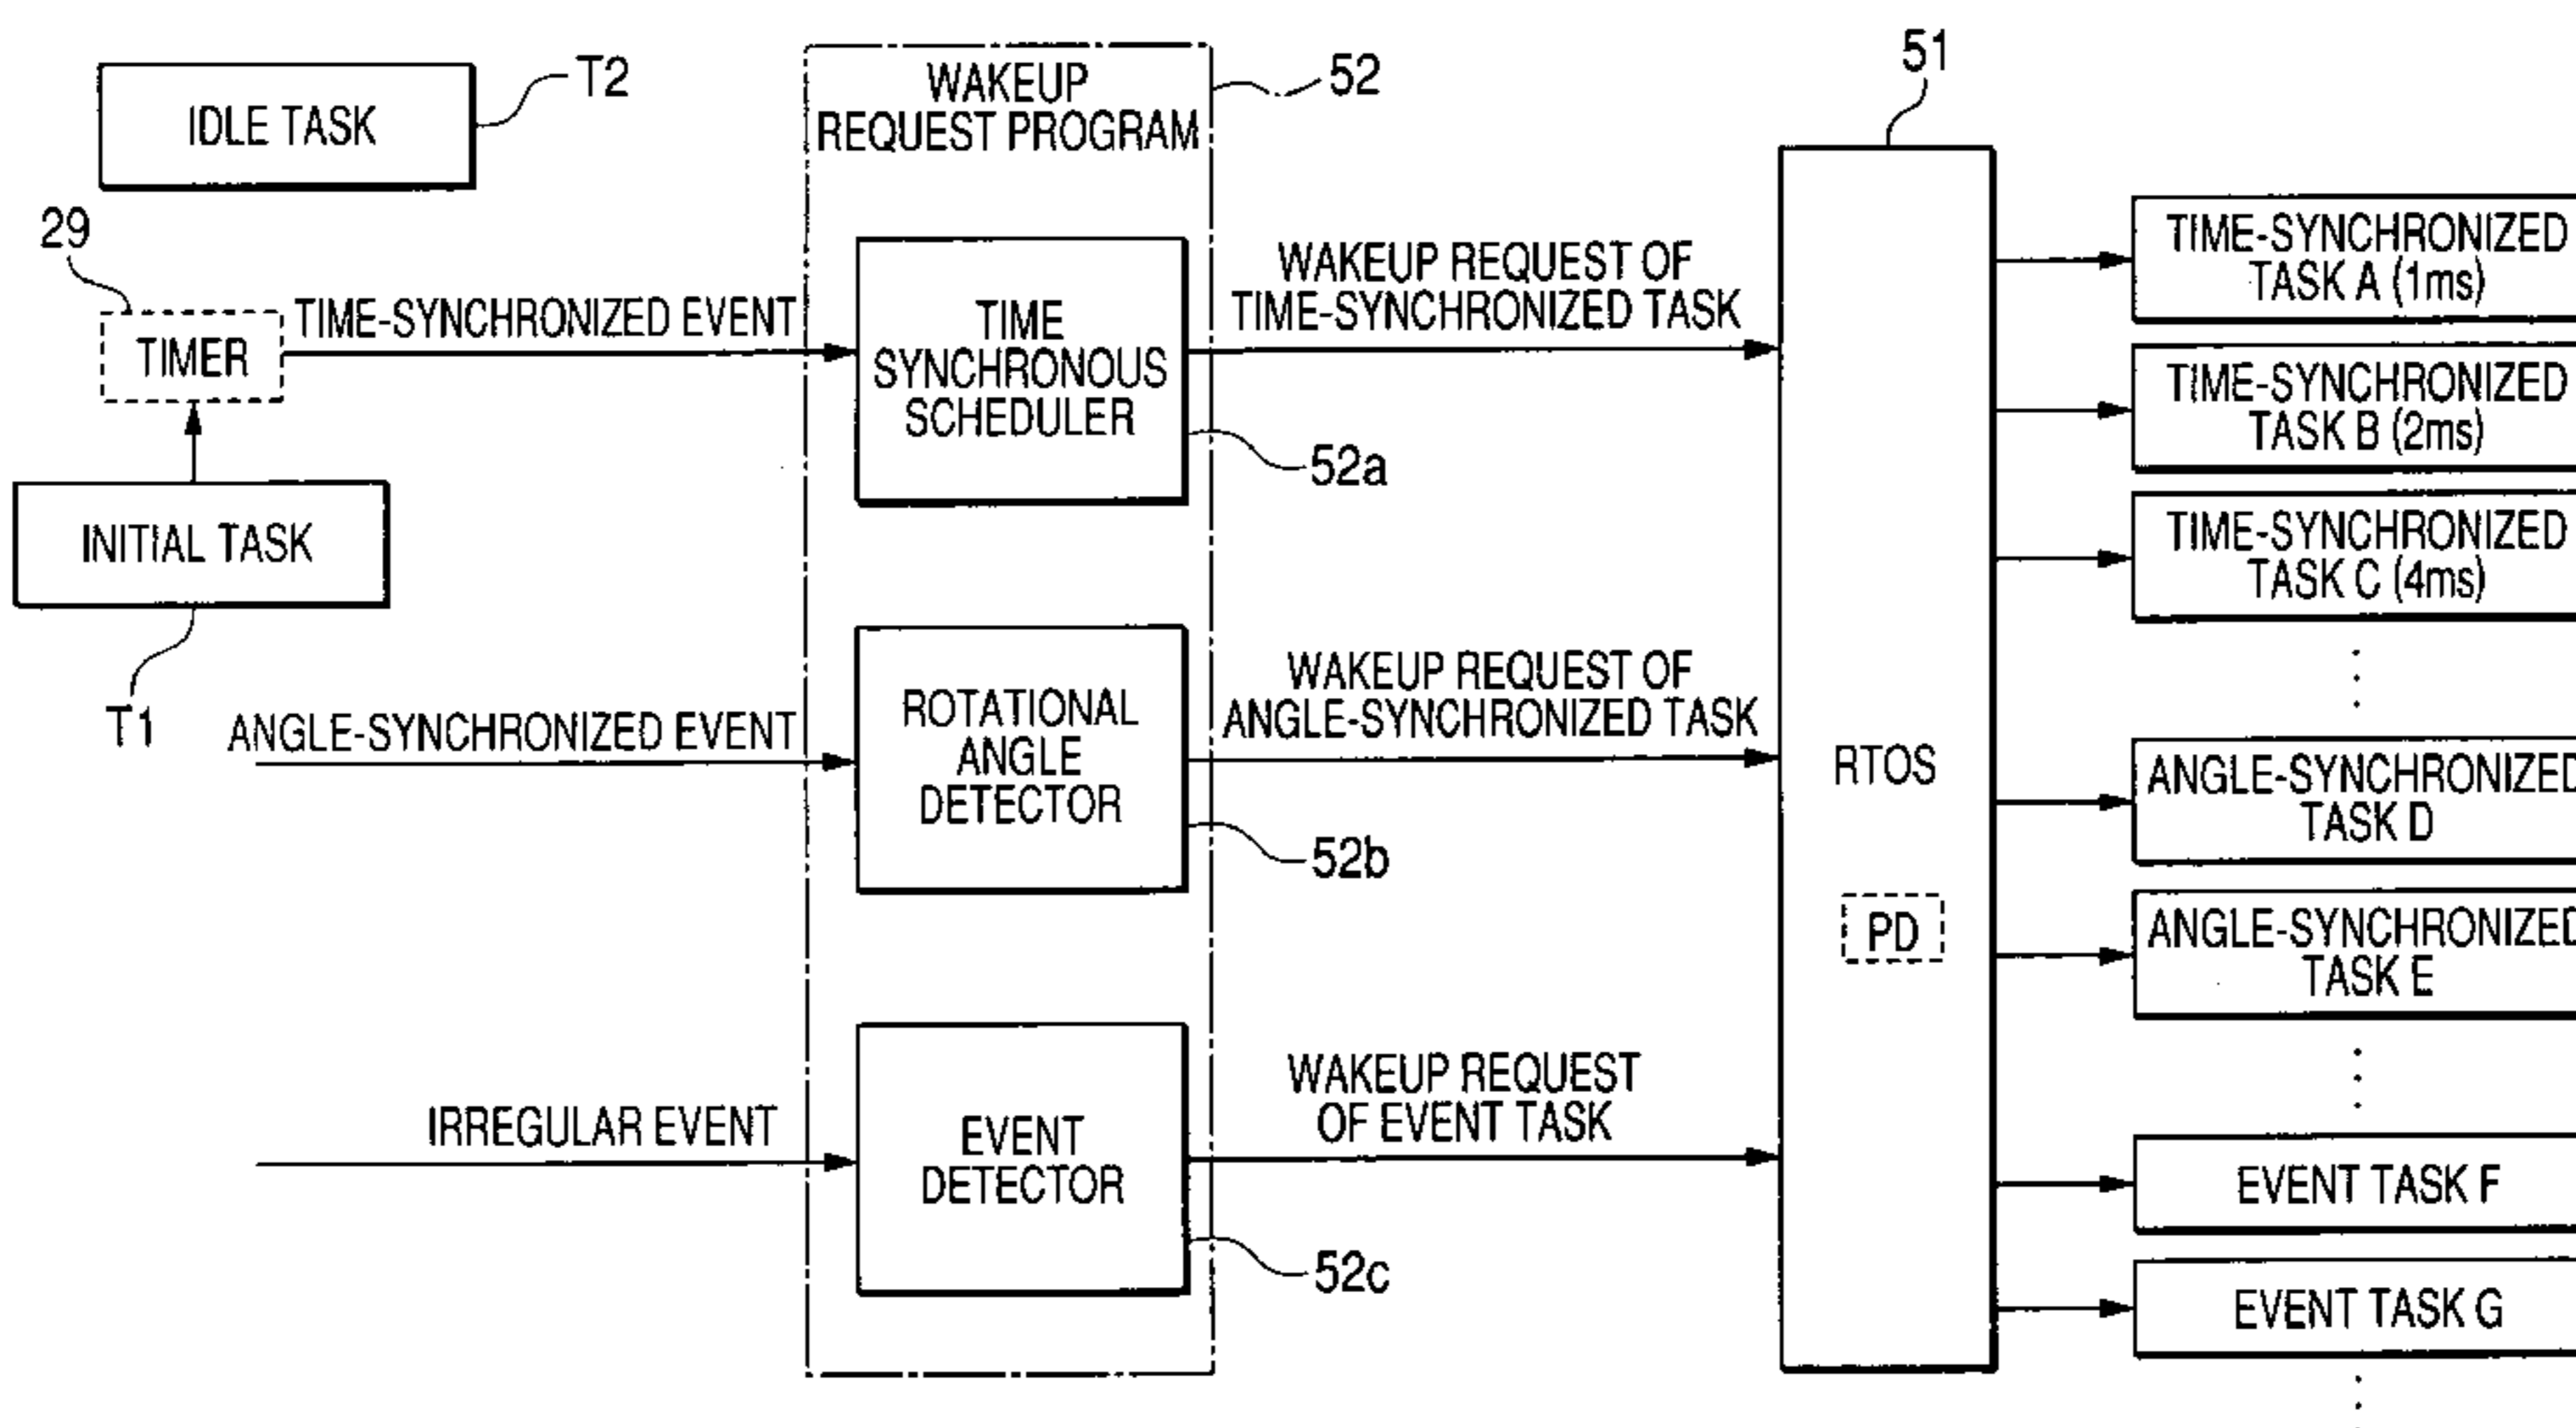 IDLE TASK
T2
29
TIMER
TIME-SYNCHRONIZED EVENT
INITIAL TASK
T1
ANGLE-SYNCHRONIZED EVENT
IRREGULAR EVENT
WAKEUP
REQUEST PROGRAM
52
TIME
SYNCHRONOUS
SCHEDULER
52a
ROTATIONAL
ANGLE
DETECTOR
52b
EVENT
DETECTOR
52c
WAKEUP REQUEST OF
TIME-SYNCHRONIZED TASK
WAKEUP REQUEST OF
ANGLE-SYNCHRONIZED TASK
WAKEUP REQUEST
OF EVENT TASK
51
RTOS
PD
TIME-SYNCHRONIZED
TASK A (1ms)
TIME-SYNCHRONIZED
TASK B (2ms)
TIME-SYNCHRONIZED
TASK C (4ms)
ANGLE-SYNCHRONIZED
TASK D
ANGLE-SYNCHRONIZED
TASK E
EVENT TASK F
EVENT TASK G